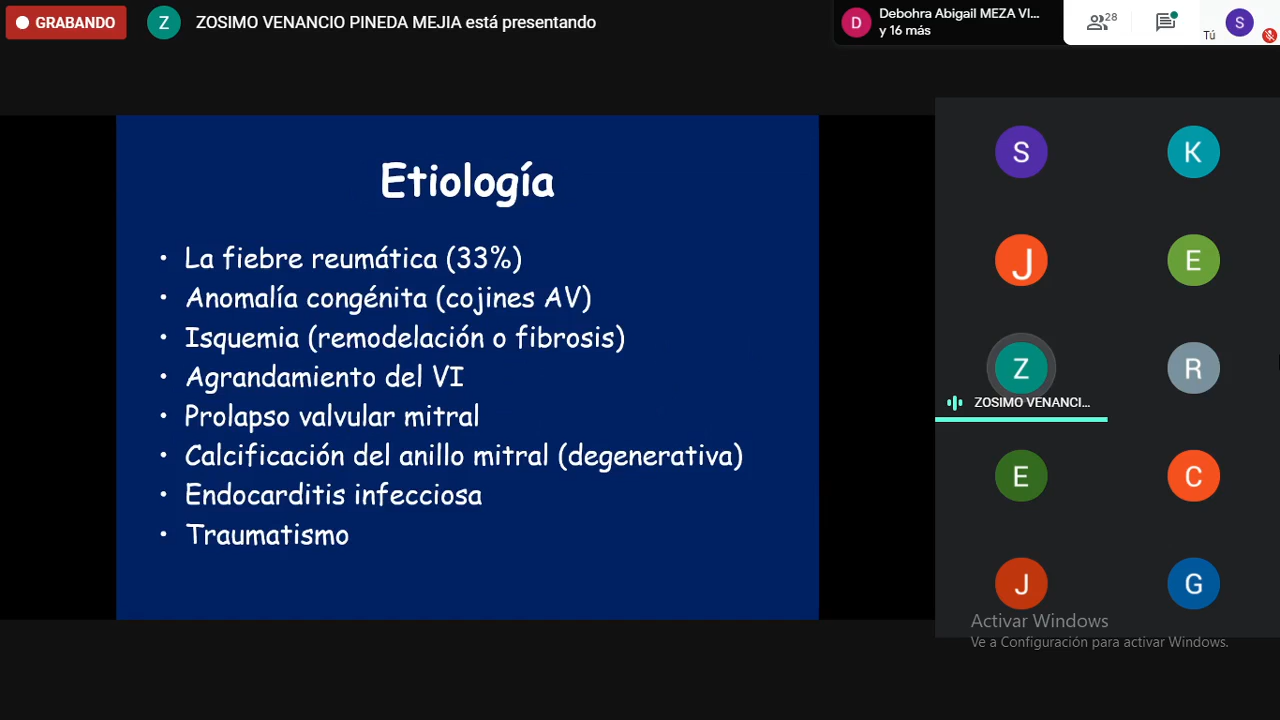 GRABANDO
Z
ZOSIMO VENANCIO PINEDA MEJIA está presentando
D
Debohra Abigail MEZA VI...
y 16 más
28
Tú
S
Etiología
• La fiebre reumática (33%)
• Anomalía congénita (cojines AV)
• Isquemia (remodelación o fibrosis)
• Agrandamiento del VI
• Prolapso valvular mitral
• Calcificación del anillo mitral (degenerativa)
• Endocarditis infecciosa
• Traumatismo
S
K
J
E
Z
R
ZOSIMO VENANCI...
E
C
J
G
Activar Windows
Ve a Configuración para activar Windows.